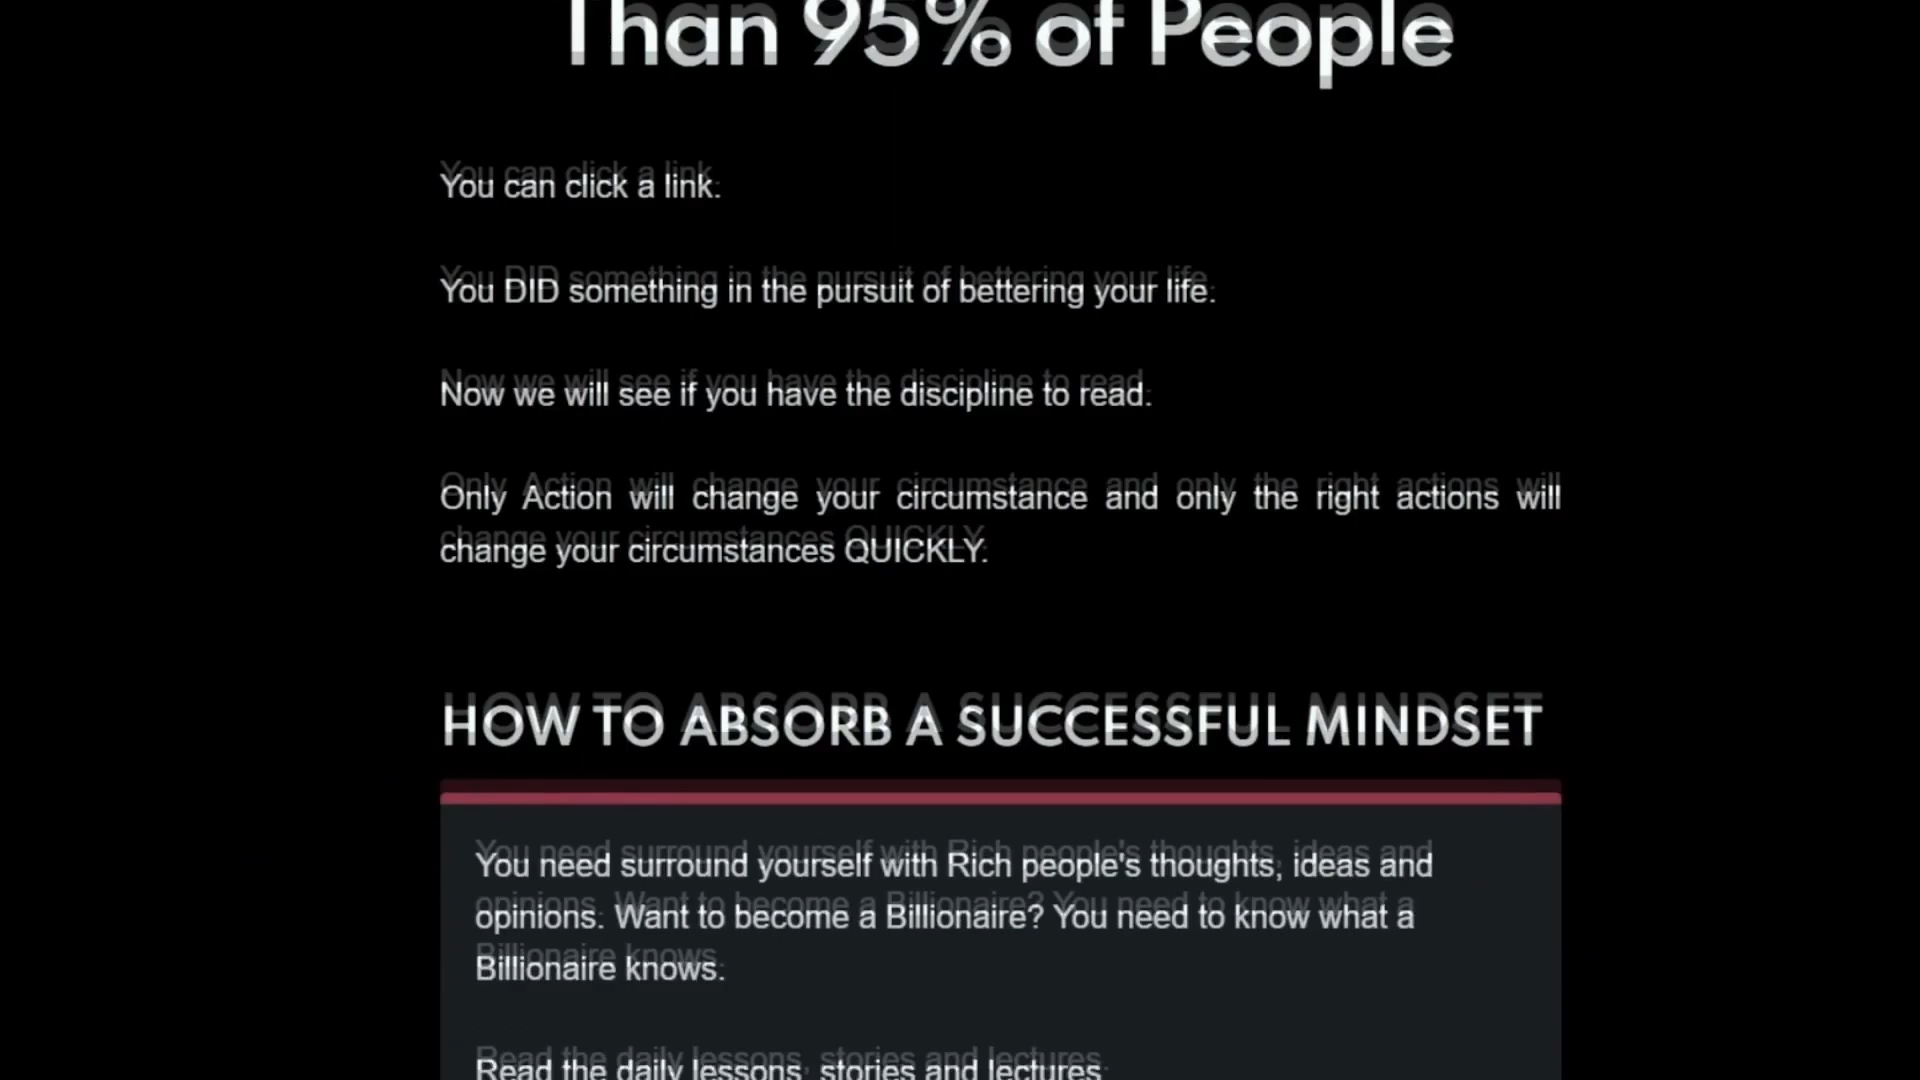 Than 95% of People
You can click a link.
You DID something in the pursuit of bettering your life.
Now we will see if you have the discipline to read.
Only Action will change your circumstance and only the right actions will
change your circumstances QUICKLY.
HOW TO ABSORB A SUCCESSFUL MINDSET
You need surround yourself with Rich people's thoughts, ideas and
opinions. Want to become a Billionaire? You need to know what a
Billionaire knows.
Read the daily lessons, stories and lectures.